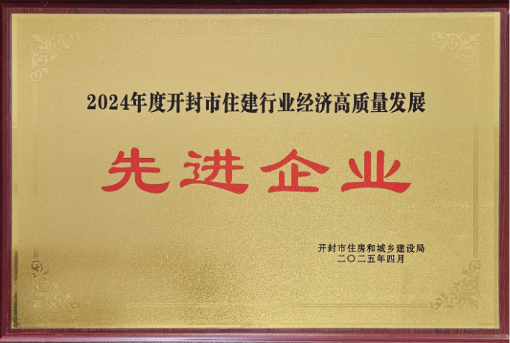 2024年度开封市住建行业经济高质量发展
先进企业
开封市住房和城乡建设局
二〇二五年四月